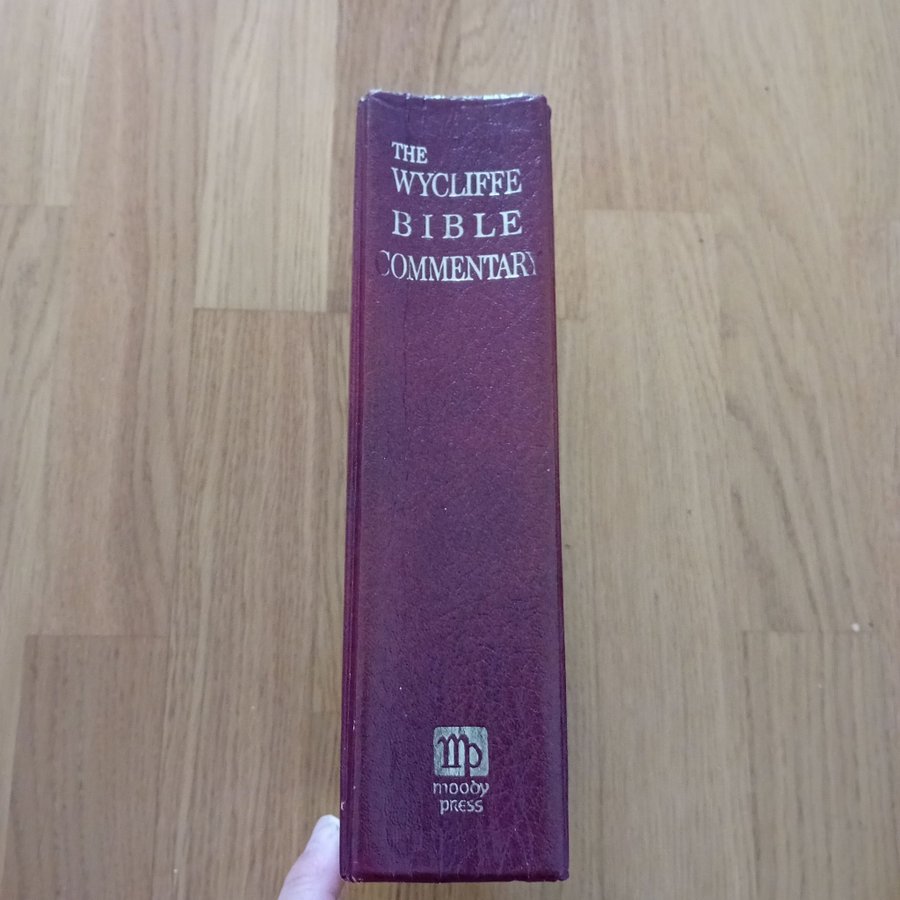 THE
WYCLIFFE
BIBLE
COMMENTARY
mp
moody
press